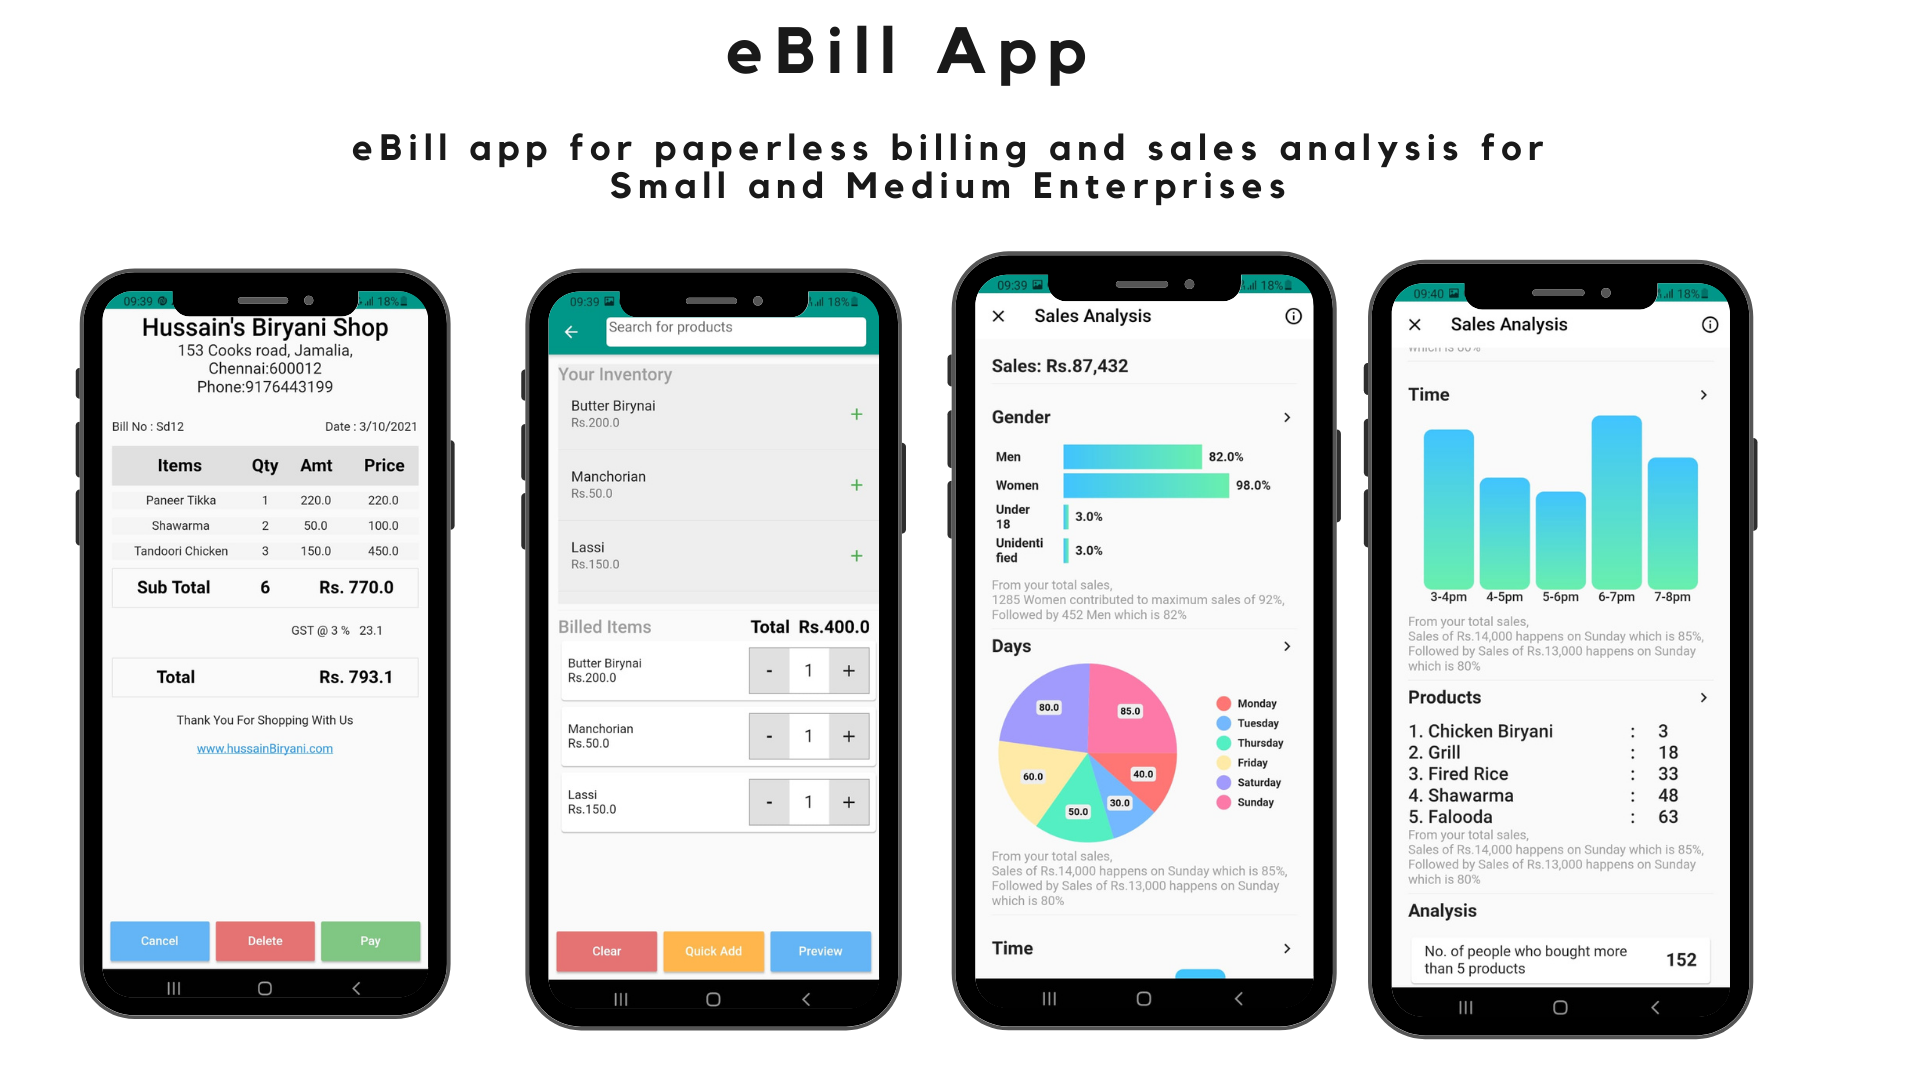 eBill App
eBill app for paperless billing and sales analysis for
Small and Medium Enterprises
09:39
18%
Hussain's Biryani Shop
153 Cooks road, Jamalia,
Chennai:600012
Phone:9176443199
Bill No : Sd12 Date : 3/10/2021
Items Qty Amt Price
Paneer Tikka 1 220.0 220.0
Shawarma 2 50.0 100.0
Tandoori Chicken 3 150.0 450.0
Sub Total 6 Rs. 770.0
GST @ 3 % 23.1
Total Rs. 793.1
Thank You For Shopping With Us
www.hussainBiryani.com
Cancel Delete Pay
09:39 18%
Search for products
Your Inventory
Butter Birynai
Rs.200.0
+
Manchorian
Rs.50.0
+
Lassi
Rs.150.0
+
Billed Items Total Rs.400.0
Butter Birynai
Rs.200.0
- 1 +
Manchorian
Rs.50.0
- 1 +
Lassi
Rs.150.0
- 1 +
Clear Quick Add Preview
09:39 18%
Sales Analysis
Sales: Rs.87,432
Gender
Men 82.0%
Women 98.0%
Under
18
3.0%
Unidenti
fied
3.0%
From your total sales,
1285 Women contributed to maximum sales of 92%,
Followed by 452 Men which is 82%
Days
80.0
85.0
60.0
40.0
50.0
30.0
Monday
Tuesday
Thursday
Friday
Saturday
Sunday
From your total sales,
Sales of Rs.14,000 happens on Sunday which is 85%,
Followed by Sales of Rs.13,000 happens on Sunday
which is 80%
Time
09:40 18%
Sales Analysis
which is 80%
Time
3-4pm 4-5pm 5-6pm 6-7pm 7-8pm
From your total sales,
Sales of Rs.14,000 happens on Sunday which is 85%,
Followed by Sales of Rs.13,000 happens on Sunday
which is 80%
Products
1. Chicken Biryani : 3
2. Grill : 18
3. Fired Rice : 33
4. Shawarma : 48
5. Falooda : 63
From your total sales,
Sales of Rs.14,000 happens on Sunday which is 85%,
Followed by Sales of Rs.13,000 happens on Sunday
which is 80%
Analysis
No. of people who bought more
than 5 products
152